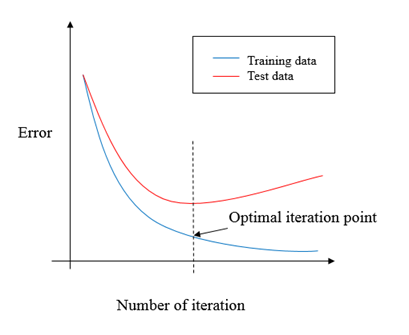 Training data
Test data
Error
Optimal iteration point
Number of iteration